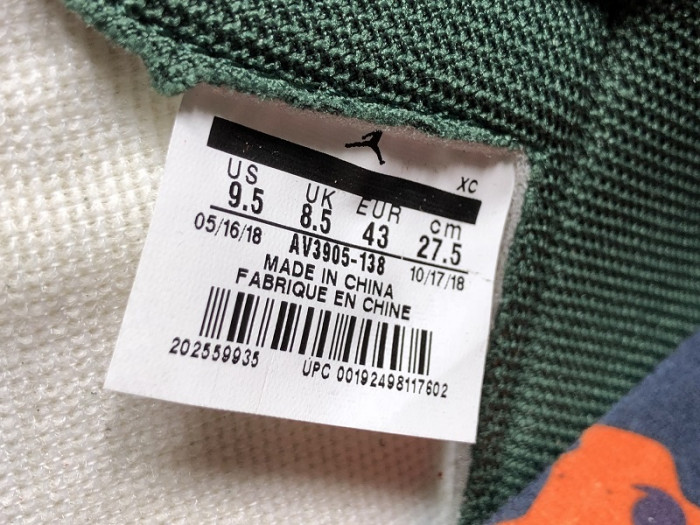 XC
US UK EUR cm
9.5 8.5 43 27.5
05/16/18 AV3905-138 10/17/18
MADE IN CHINA
FABRIQUE EN CHINE
202559935 UPC 00192498117602